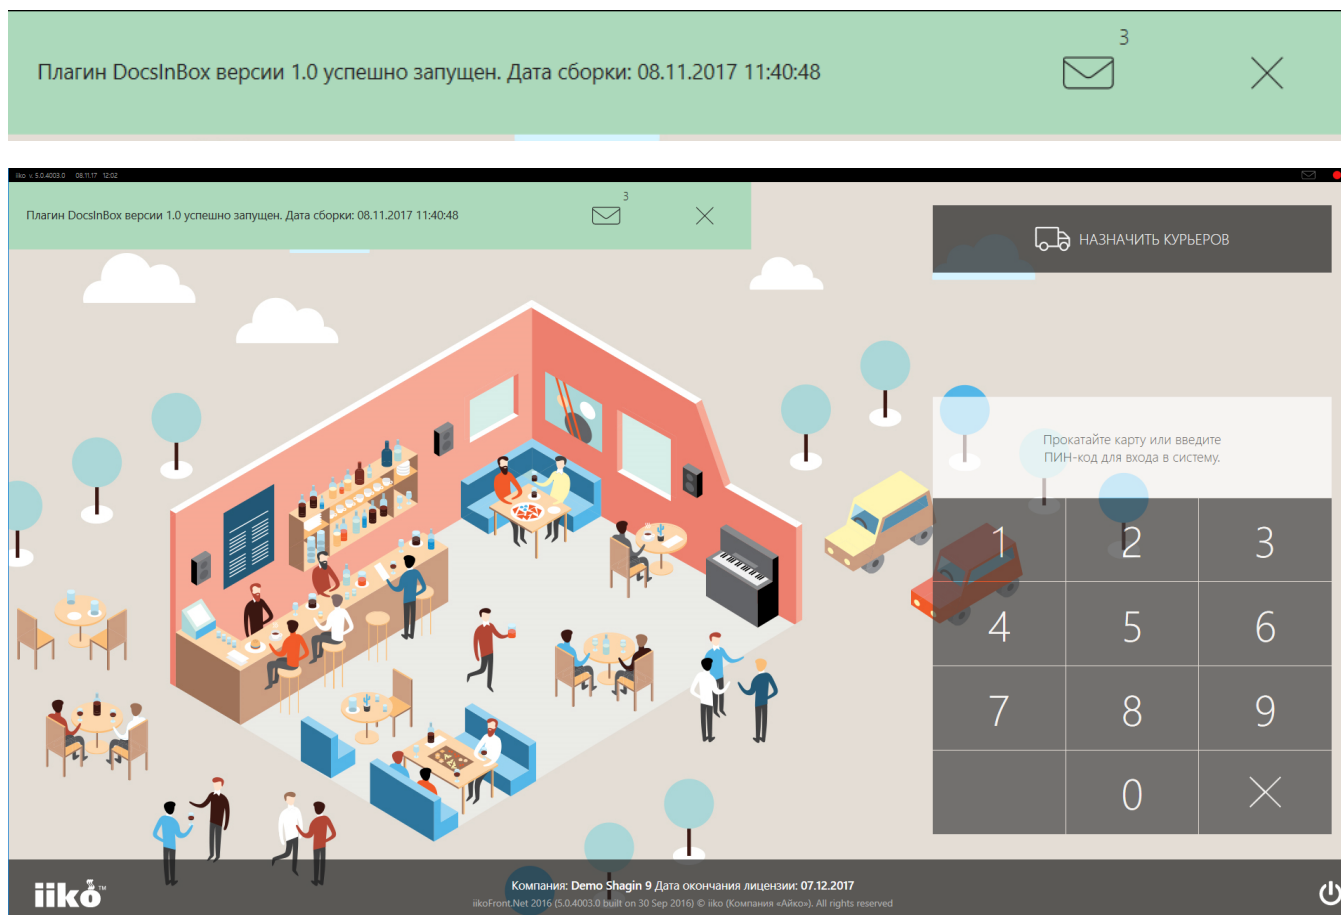 Плагин DocsInBox версии 1.0 успешно запущен. Дата сборки: 08.11.2017 11:40:48
3
iiko v. 5.0.4003.0 08.11.17 12:02
Плагин DocsInBox версии 1.0 успешно запущен. Дата сборки: 08.11.2017 11:40:48
3
НАЗНАЧИТЬ КУРЬЕРОВ
Прокатайте карту или введите
ПИН-код для входа в систему.
1 2 3
4 5 6
7 8 9
0
iiko™
Компания: Demo Shagin 9 Дата окончания лицензии: 07.12.2017
iikoFront.Net 2016 (5.0.4003.0 built on 30 Sep 2016) © iiko (Компания «Айко»). All rights reserved